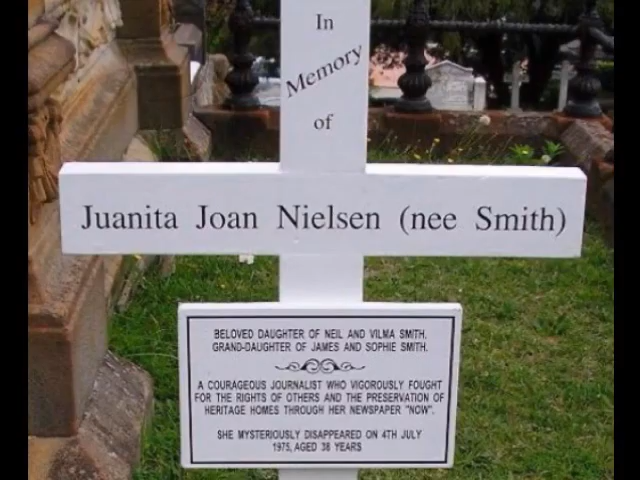 In
Memory
of
Juanita Joan Nielsen (nee Smith)
BELOVED DAUGHTER OF NEIL AND VILMA SMITH.
GRAND-DAUGHTER OF JAMES AND SOPHIE SMITH.
A COURAGEOUS JOURNALIST WHO VIGOROUSLY FOUGHT
FOR THE RIGHTS OF OTHERS AND THE PRESERVATION OF
HERITAGE HOMES THROUGH HER NEWSPAPER "NOW".
SHE MYSTERIOUSLY DISAPPEARED ON 4TH JULY
1975, AGED 38 YEARS